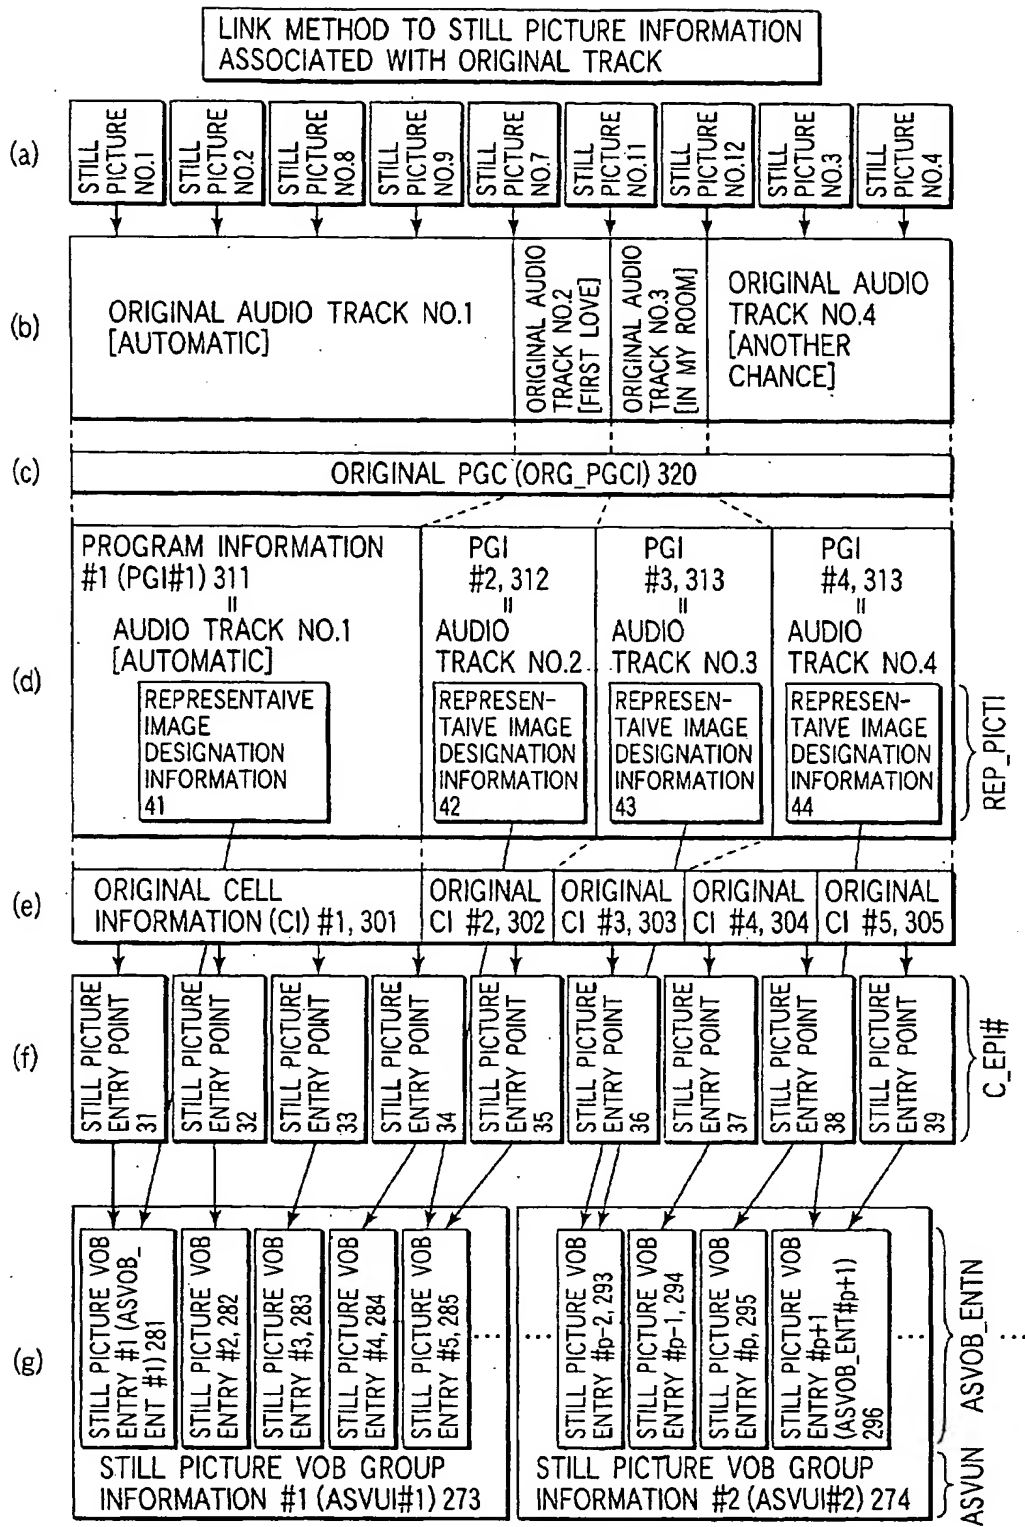 LINK METHOD TO STILL PICTURE INFORMATION
ASSOCIATED WITH ORIGINAL TRACK
(a)
STILL
PICTURE
NO.1
STILL
PICTURE
NO.2
STILL
PICTURE
NO.8
STILL
PICTURE
NO.9
STILL
PICTURE
NO.7
STILL
PICTURE
NO.11
STILL
PICTURE
NO.12
STILL
PICTURE
NO.3
STILL
PICTURE
NO.4
(b)
ORIGINAL AUDIO TRACK NO.1
[AUTOMATIC]
ORIGINAL AUDIO
TRACK NO.2
[FIRST LOVE]
ORIGINAL AUDIO
TRACK NO.3
[IN MY ROOM]
ORIGINAL AUDIO
TRACK NO.4
[ANOTHER
CHANCE]
(c)
ORIGINAL PGC (ORG_PGCI) 320
(d)
PROGRAM INFORMATION
#1 (PGI#1) 311
=
AUDIO TRACK NO.1
[AUTOMATIC]
REPRESENTAIVE
IMAGE
DESIGNATION
INFORMATION
41
PGI
#2, 312
=
AUDIO
TRACK NO.2
REPRESEN-
TAIVE IMAGE
DESIGNATION
INFORMATION
42
PGI
#3, 313
=
AUDIO
TRACK NO.3
REPRESEN-
TAIVE IMAGE
DESIGNATION
INFORMATION
43
PGI
#4, 313
=
AUDIO
TRACK NO.4
REPRESEN-
TAIVE IMAGE
DESIGNATION
INFORMATION
44
REP_PICTI
(e)
ORIGINAL CELL
INFORMATION (CI) #1, 301
ORIGINAL
CI #2, 302
ORIGINAL
CI #3, 303
ORIGINAL
CI #4, 304
ORIGINAL
CI #5, 305
(f)
STILL PICTURE
ENTRY POINT
31
STILL PICTURE
ENTRY POINT
32
STILL PICTURE
ENTRY POINT
33
STILL PICTURE
ENTRY POINT
34
STILL PICTURE
ENTRY POINT
35
STILL PICTURE
ENTRY POINT
36
STILL PICTURE
ENTRY POINT
37
STILL PICTURE
ENTRY POINT
38
STILL PICTURE
ENTRY POINT
39
C_EPI#
(g)
STILL PICTURE VOB
ENTRY #1 (ASVOB_
ENT #1) 281
STILL PICTURE VOB
ENTRY #2, 282
STILL PICTURE VOB
ENTRY #3, 283
STILL PICTURE VOB
ENTRY #4, 284
STILL PICTURE VOB
ENTRY #5, 285
.....
STILL PICTURE VOB
ENTRY #p-2, 293
STILL PICTURE VOB
ENTRY #p-1, 294
STILL PICTURE VOB
ENTRY #p, 295
STILL PICTURE VOB
ENTRY #p+1
(ASVOB_ENT#p+1)
296
.....
ASVOB_ENTN
STILL PICTURE VOB GROUP
INFORMATION #1 (ASVUI#1) 273
STILL PICTURE VOB GROUP
INFORMATION #2 (ASVUI#2) 274
ASVUN